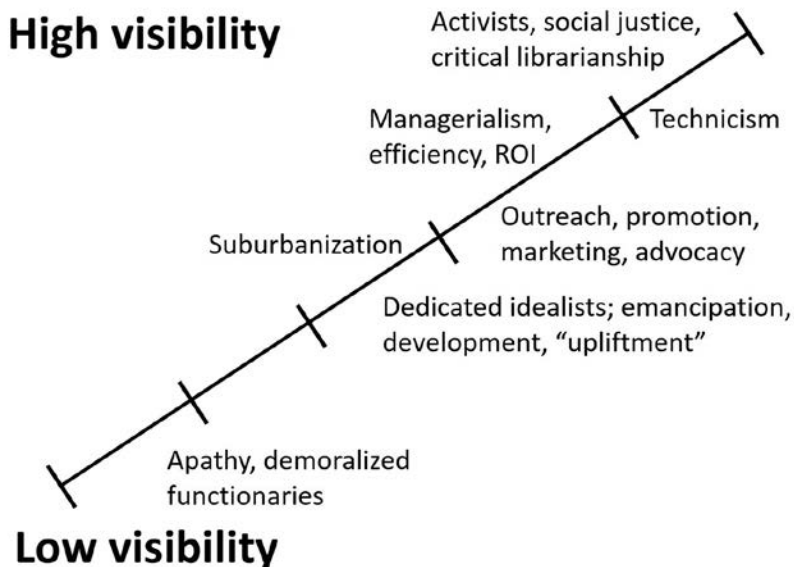 High visibility
Activists, social justice,
critical librarianship
Managerialism,
efficiency, ROI
Technicism
Suburbanization
Outreach, promotion,
marketing, advocacy
Dedicated idealists; emancipation,
development, “upliftment”
Apathy, demoralized
functionaries
Low visibility